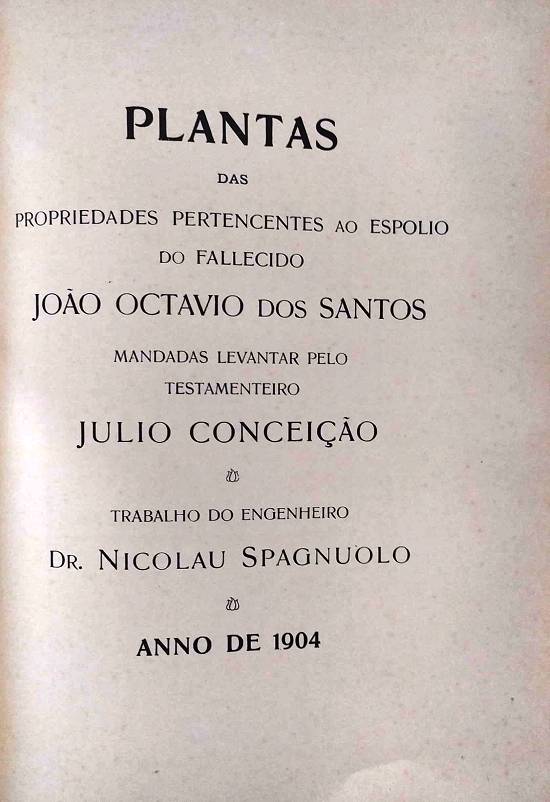 PLANTAS
DAS
PROPRIEDADES PERTENCENTES AO ESPOLIO
DO FALLECIDO
JOÃO OCTAVIO DOS SANTOS
MANDADAS LEVANTAR PELO
TESTAMENTEIRO
JULIO CONCEIÇÃO
TRABALHO DO ENGENHEIRO
DR. NICOLAU SPAGNUOLO
ANNO DE 1904